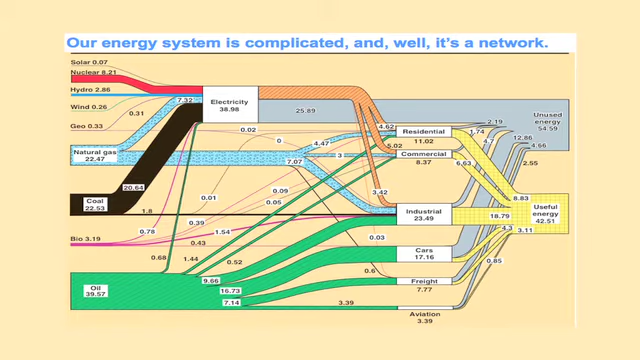 Our energy system is complicated, and, well, it's a network.
Solar 0.07
Nuclear 8.21
Hydro 2.86
Wind 0.26
Geo 0.33
Natural gas
22.47
Coal
22.53
Bio 3.19
Oil
39.57
7.32
0.31
20.64
1.8
0.78
0.68
1.44
0.39
1.54
0.43
0.52
9.66
16.73
7.14
Electricity
38.98
0.02
0.01
25.89
0
4.47
7.07
3
0.09
0.05
4.62
5.02
3.42
0.03
0.6
3.39
Residential
11.02
Commercial
8.37
Industrial
23.49
Cars
17.16
Freight
7.77
Aviation
3.39
2.19
1.74
4.7
12.86
4.66
2.55
6.63
8.83
18.79
4.3
3.11
0.85
Unused
energy
54.59
Useful
energy
42.51